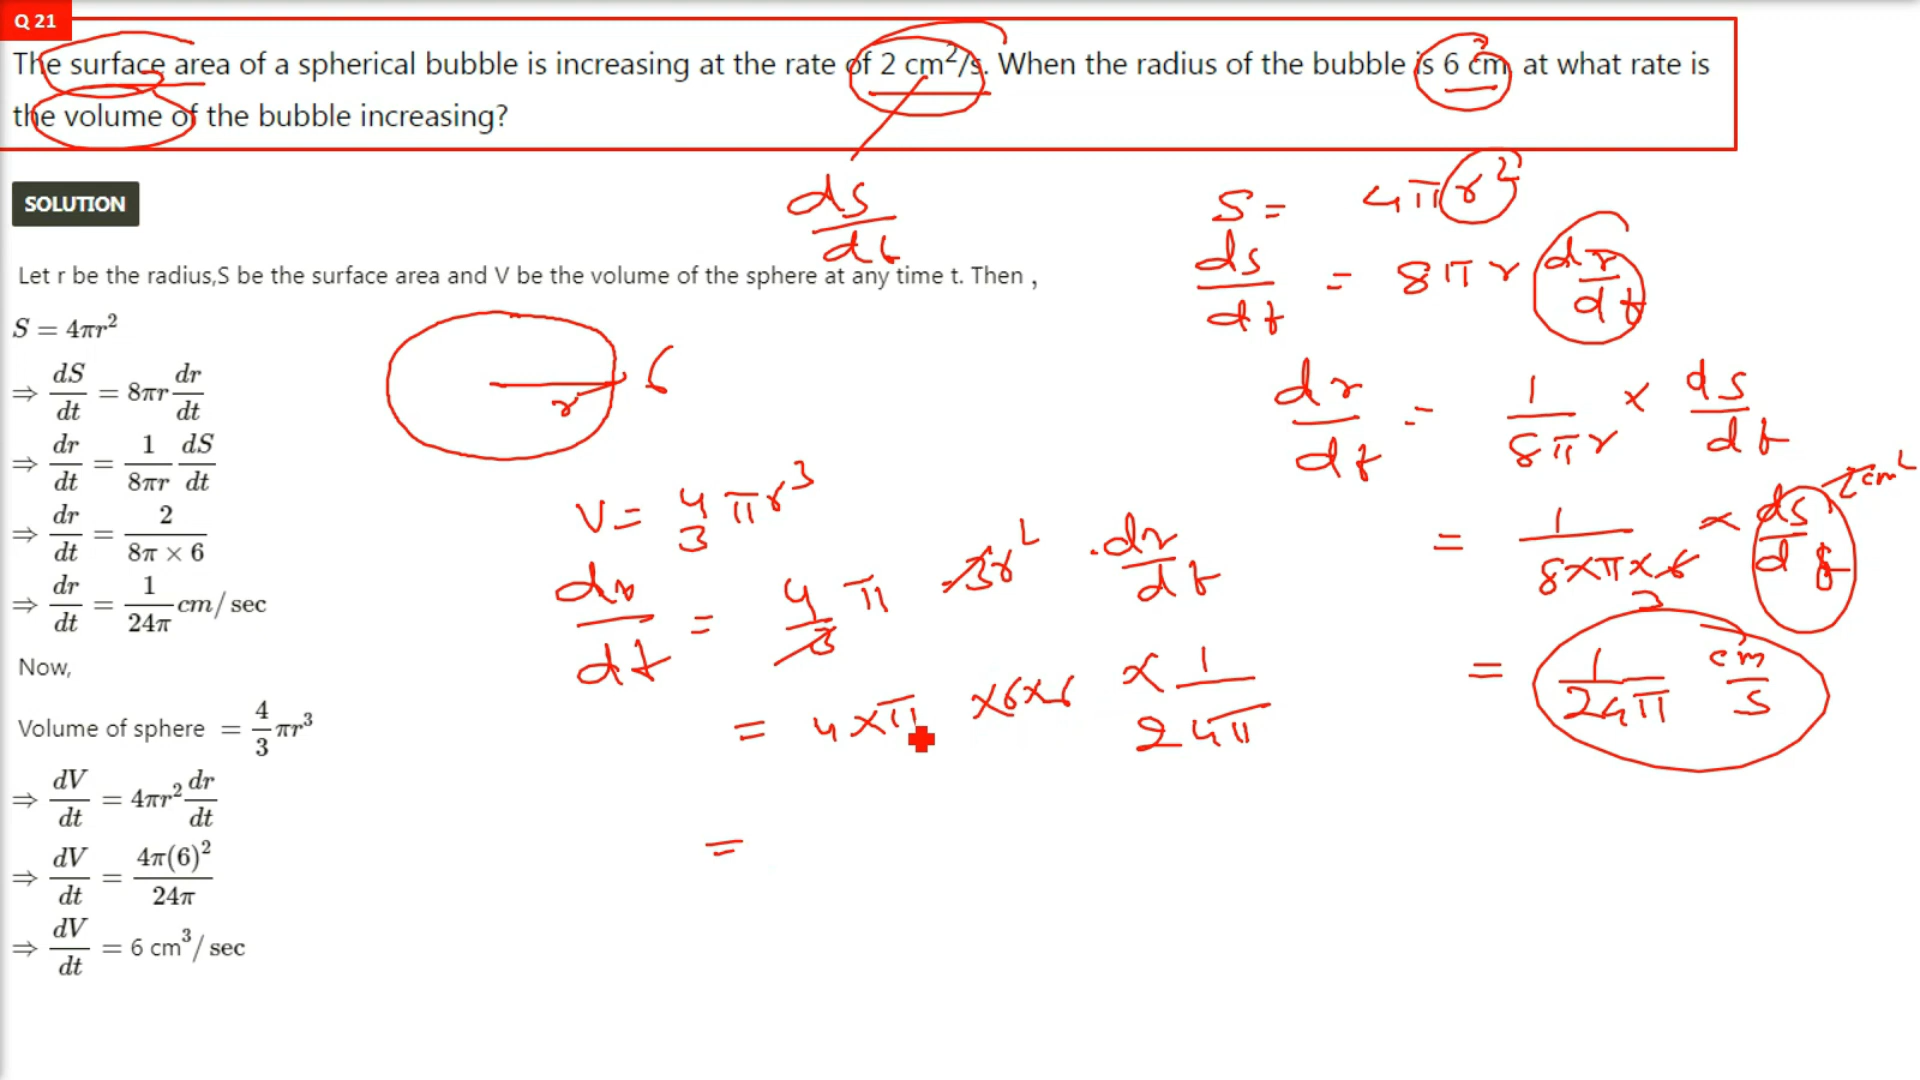 Q 21
The surface area of a spherical bubble is increasing at the rate of 2 cm²/s. When the radius of the bubble is 6 cm, at what rate is
the volume of the bubble increasing?
SOLUTION
Let r be the radius,S be the surface area and V be the volume of the sphere at any time t. Then ,
S = 4πr²
⇒ dS/dt = 8πr dr/dt
⇒ dr/dt = 1/8πr dS/dt
⇒ dr/dt = 2/8π × 6
⇒ dr/dt = 1/24π cm/ sec
Now,
Volume of sphere = 4/3 πr³
⇒ dV/dt = 4πr² dr/dt
⇒ dV/dt = 4π(6)²/24π
⇒ dV/dt = 6 cm³/ sec
ds/dt
r 6
V = 4/3 πr³
dv/dt = 4/3 π · 3r² · dr/dt
= 4 × π × 6 × 6 × 1/24π
=
S = 4πr²
ds/dt = 8πr dr/dt
dr/dt = 1/8πr × ds/dt
= 1/8×π×6 × ds/dt 2cm²
3
= 1/24π cm/s